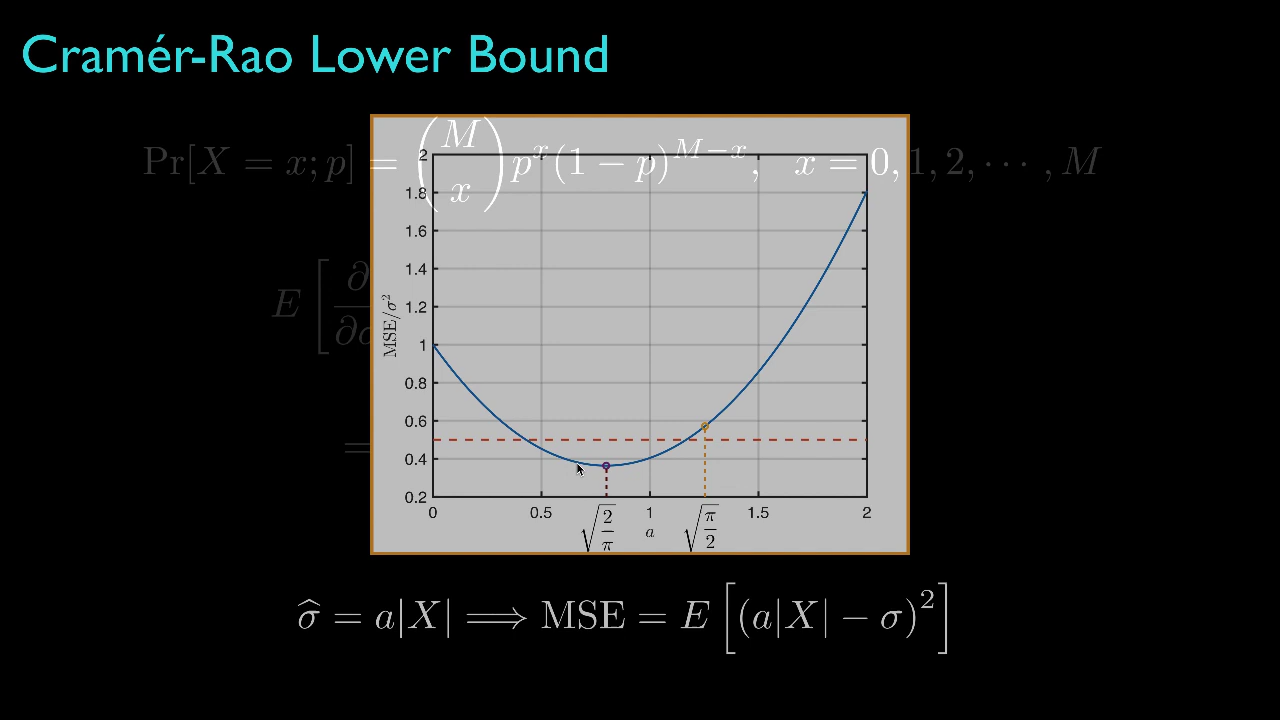 Cramér-Rao Lower Bound
Pr[X = x; p] = \binom{M}{x} p^x (1 − p)^{M−x}, x = 0, 1, 2, ⋯, M
E [ ∂
∂
=
2
1.8
1.6
1.4
1.2
1
0.8
0.6
0.4
0.2
MSE/σ²
0 0.5 1 1.5 2
√(2/π) a √(π/2)
σ̂ = a|X| ⟹ MSE = E[(a|X| − σ)²]